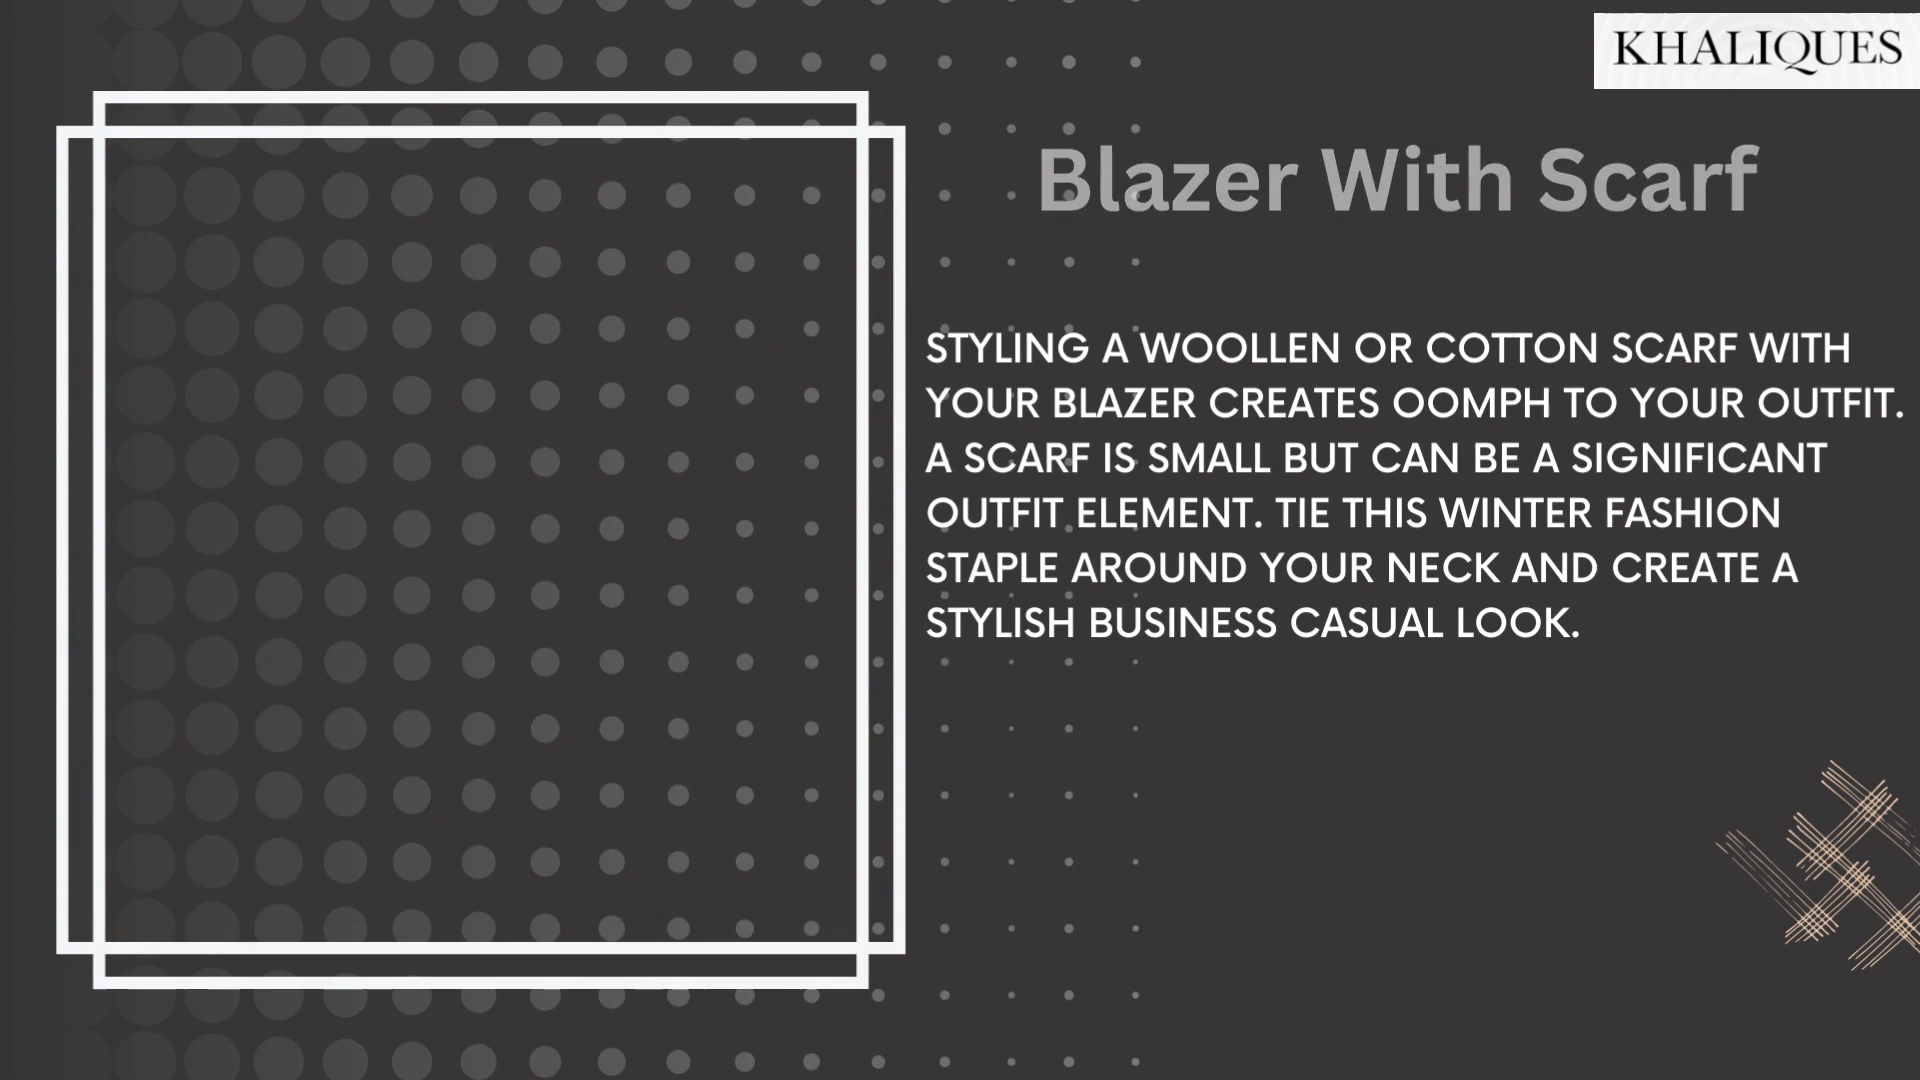 KHALIQUES
Blazer With Scarf
STYLING A WOOLLEN OR COTTON SCARF WITH
YOUR BLAZER CREATES OOMPH TO YOUR OUTFIT.
A SCARF IS SMALL BUT CAN BE A SIGNIFICANT
OUTFIT ELEMENT. TIE THIS WINTER FASHION
STAPLE AROUND YOUR NECK AND CREATE A
STYLISH BUSINESS CASUAL LOOK.